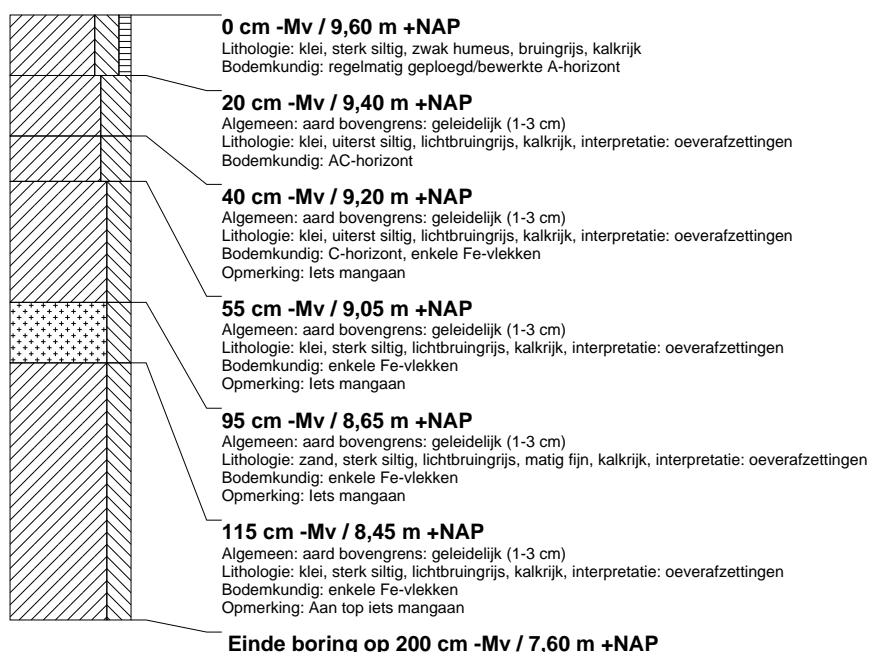 0 cm -Mv / 9,60 m +NAP
Lithologie: klei, sterk siltig, zwak humeus, bruingrijs, kalkrijk
Bodemkundig: regelmatig geploegd/bewerkte A-horizont
20 cm -Mv / 9,40 m +NAP
Algemeen: aard bovengrens: geleidelijk (1-3 cm)
Lithologie: klei, uiterst siltig, lichtbruingrijs, kalkrijk, interpretatie: oeverafzettingen
Bodemkundig: AC-horizont
40 cm -Mv / 9,20 m +NAP
Algemeen: aard bovengrens: geleidelijk (1-3 cm)
Lithologie: klei, uiterst siltig, lichtbruingrijs, kalkrijk, interpretatie: oeverafzettingen
Bodemkundig: C-horizont, enkele Fe-vlekken
Opmerking: Iets mangaan
55 cm -Mv / 9,05 m +NAP
Algemeen: aard bovengrens: geleidelijk (1-3 cm)
Lithologie: klei, sterk siltig, lichtbruingrijs, kalkrijk, interpretatie: oeverafzettingen
Bodemkundig: enkele Fe-vlekken
Opmerking: Iets mangaan
95 cm -Mv / 8,65 m +NAP
Algemeen: aard bovengrens: geleidelijk (1-3 cm)
Lithologie: zand, sterk siltig, lichtbruingrijs, matig fijn, kalkrijk, interpretatie: oeverafzettingen
Bodemkundig: enkele Fe-vlekken
Opmerking: Iets mangaan
115 cm -Mv / 8,45 m +NAP
Algemeen: aard bovengrens: geleidelijk (1-3 cm)
Lithologie: klei, sterk siltig, lichtbruingrijs, kalkrijk, interpretatie: oeverafzettingen
Bodemkundig: enkele Fe-vlekken
Opmerking: Aan top iets mangaan
Einde boring op 200 cm -Mv / 7,60 m +NAP